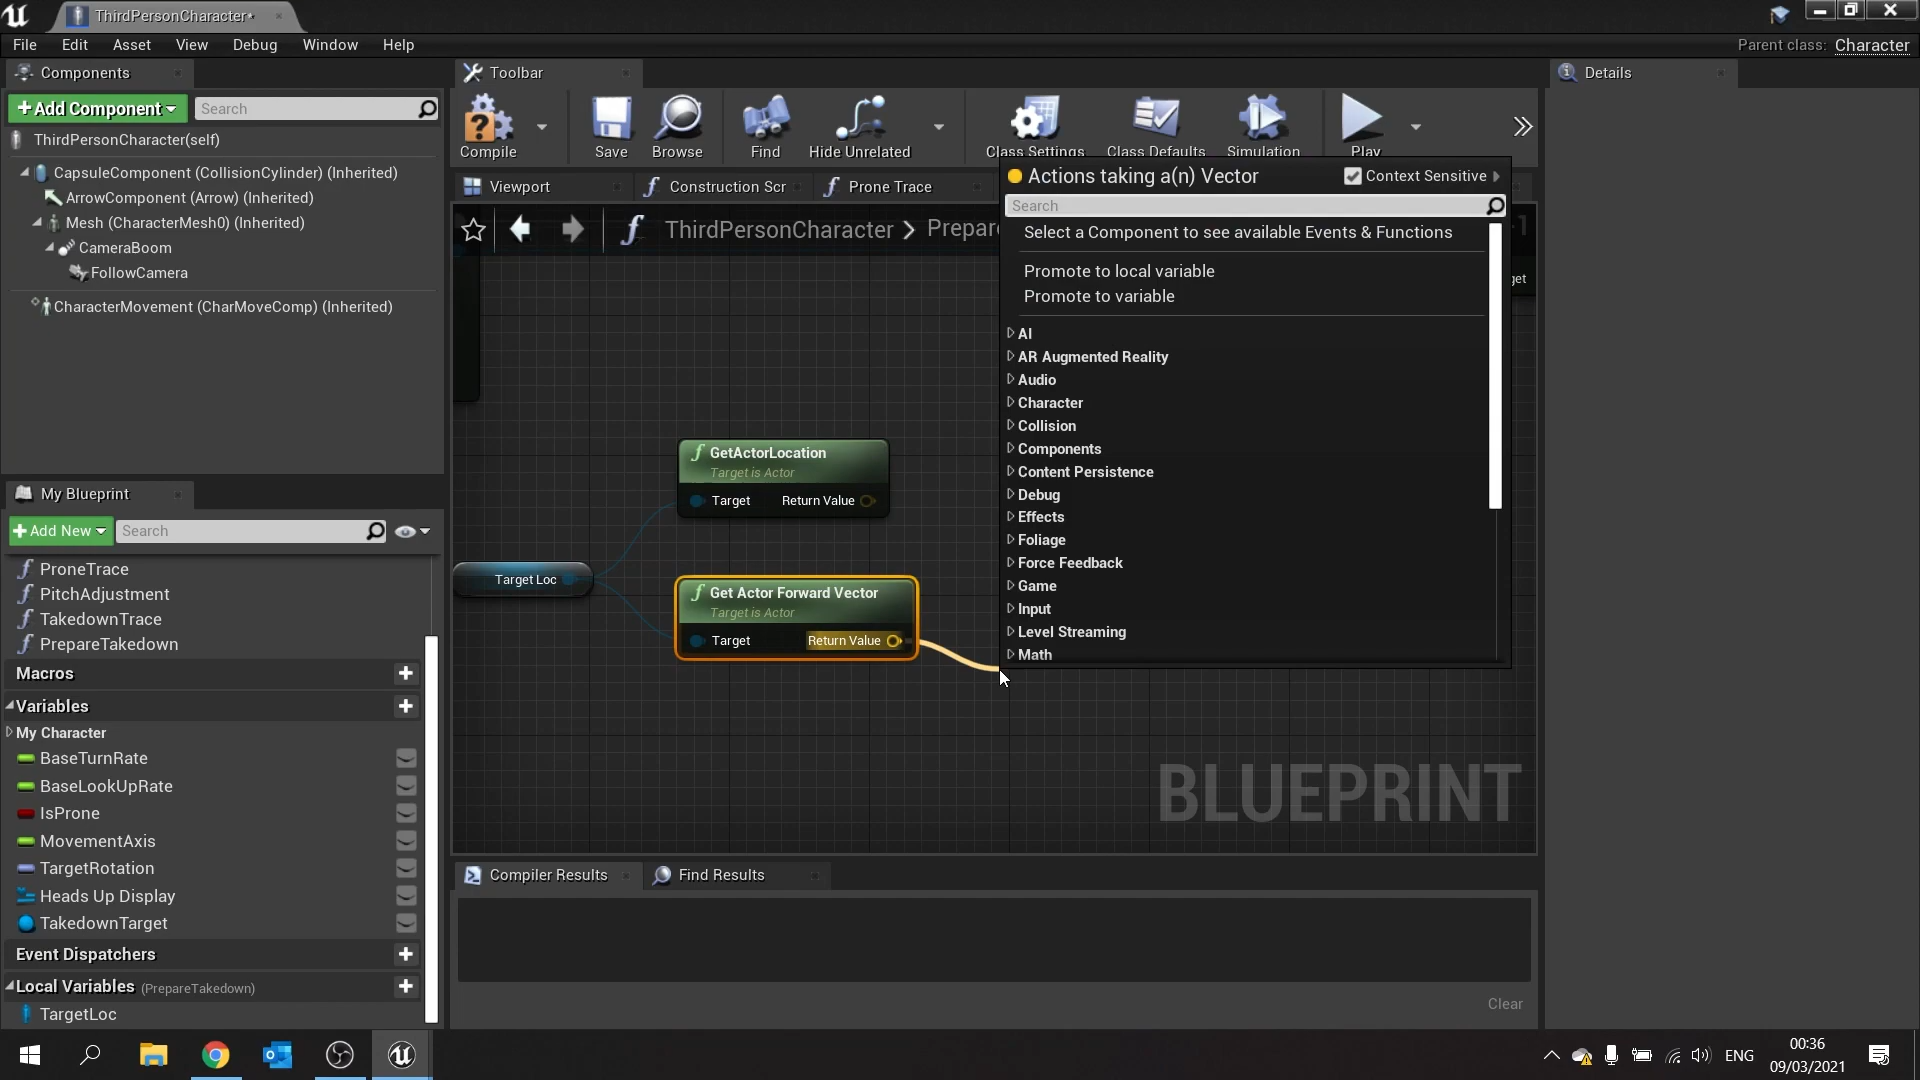 ThirdPersonCharacter*
File Edit Asset View Debug Window Help
Parent class: Character
Components
+Add Component
Search
ThirdPersonCharacter(self)
CapsuleComponent (CollisionCylinder) (Inherited)
ArrowComponent (Arrow) (Inherited)
Mesh (CharacterMesh0) (Inherited)
CameraBoom
FollowCamera
CharacterMovement (CharMoveComp) (Inherited)
My Blueprint
+Add New
Search
ProneTrace
PitchAdjustment
TakedownTrace
PrepareTakedown
Macros
Variables
My Character
BaseTurnRate
BaseLookUpRate
IsProne
MovementAxis
TargetRotation
Heads Up Display
TakedownTarget
Event Dispatchers
Local Variables (PrepareTakedown)
TargetLoc
Toolbar
Compile
Save
Browse
Find
Hide Unrelated
Class Settings
Class Defaults
Simulation
Play
Viewport
Construction Scr
Prone Trace
ThirdPersonCharacter > Prepar
GetActorLocation
Target is Actor
Target Return Value
Target Loc
Get Actor Forward Vector
Target is Actor
Target Return Value
Actions taking a(n) Vector
Context Sensitive
Search
Select a Component to see available Events & Functions
Promote to local variable
Promote to variable
AI
AR Augmented Reality
Audio
Character
Collision
Components
Content Persistence
Debug
Effects
Foliage
Force Feedback
Game
Input
Level Streaming
Math
get
BLUEPRINT
Compiler Results
Find Results
Clear
Details
ENG
00:36
09/03/2021